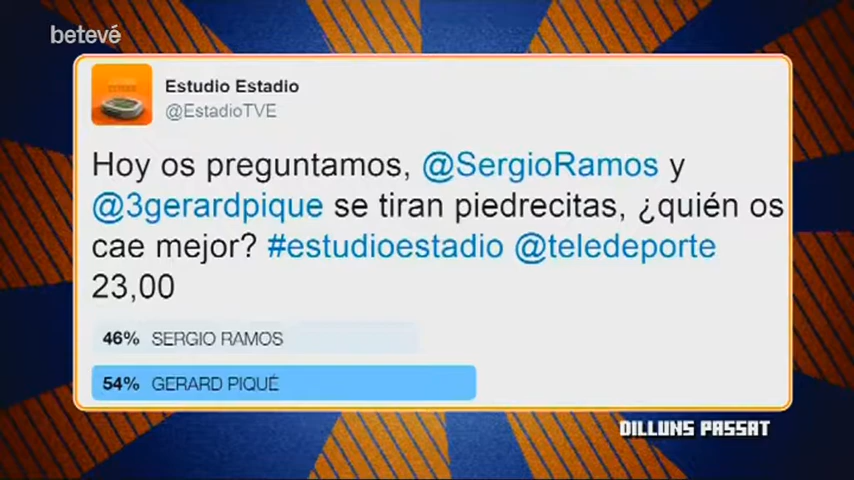 betevé
Estudio Estadio
@EstadioTVE
Hoy os preguntamos, @SergioRamos y
@3gerardpique se tiran piedrecitas, ¿quién os
cae mejor? #estudioestadio @teledeporte
23,00
46% SERGIO RAMOS
54% GERARD PIQUÉ
DILLUNS PASSAT